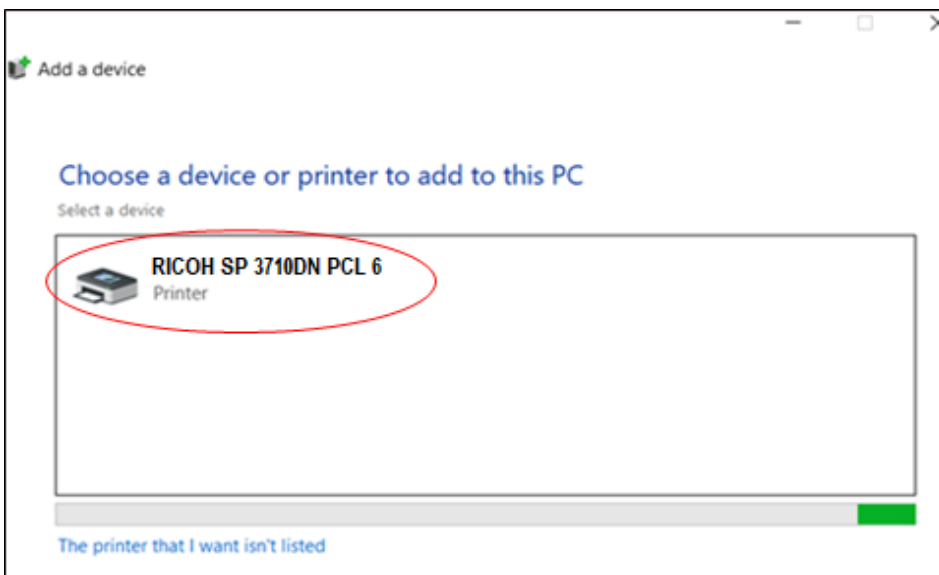 Add a device
Choose a device or printer to add to this PC
Select a device
RICOH SP 3710DN PCL 6
Printer
The printer that I want isn't listed